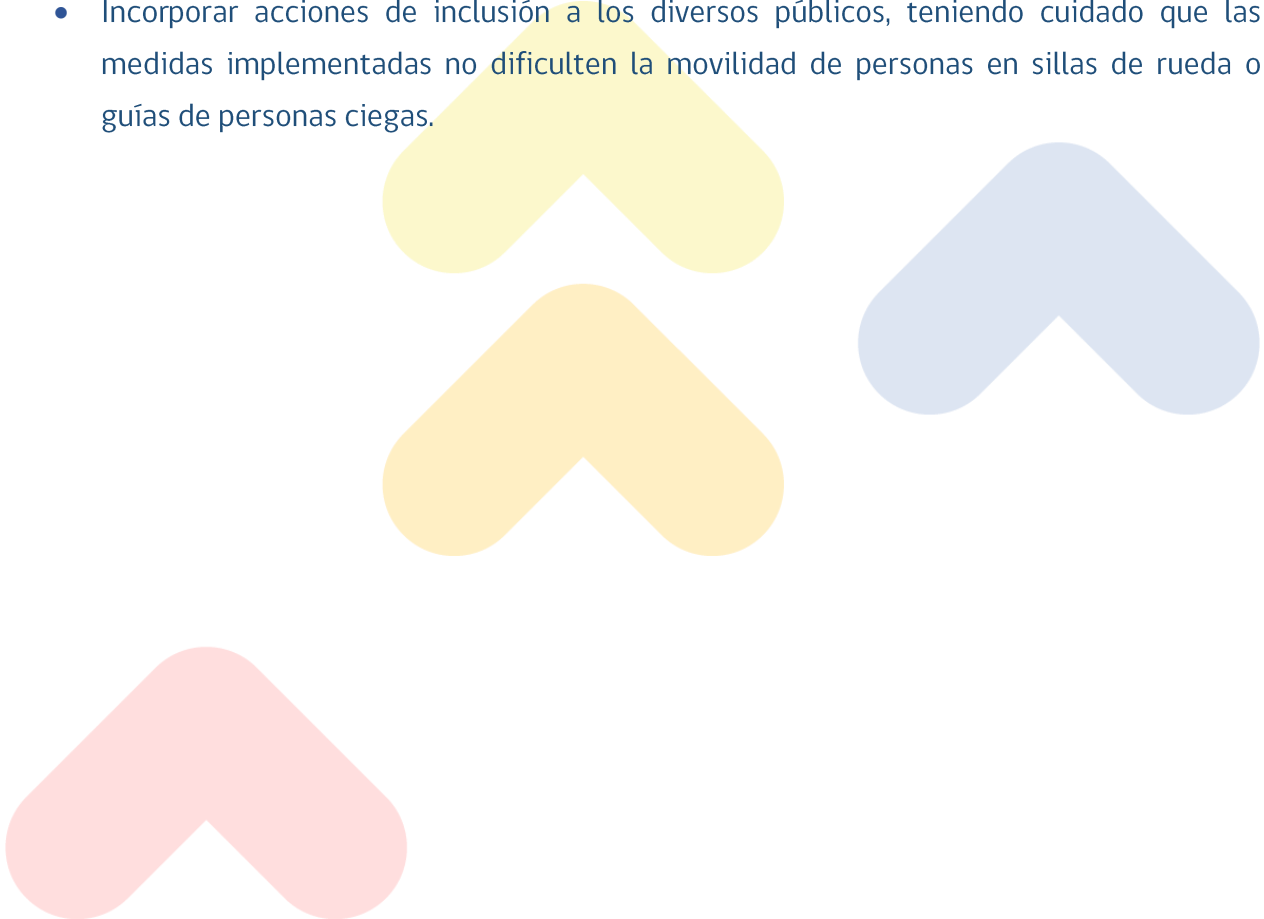 • Incorporar acciones de inclusión a los diversos públicos, teniendo cuidado que las
medidas implementadas no dificulten la movilidad de personas en sillas de rueda o
guías de personas ciegas.